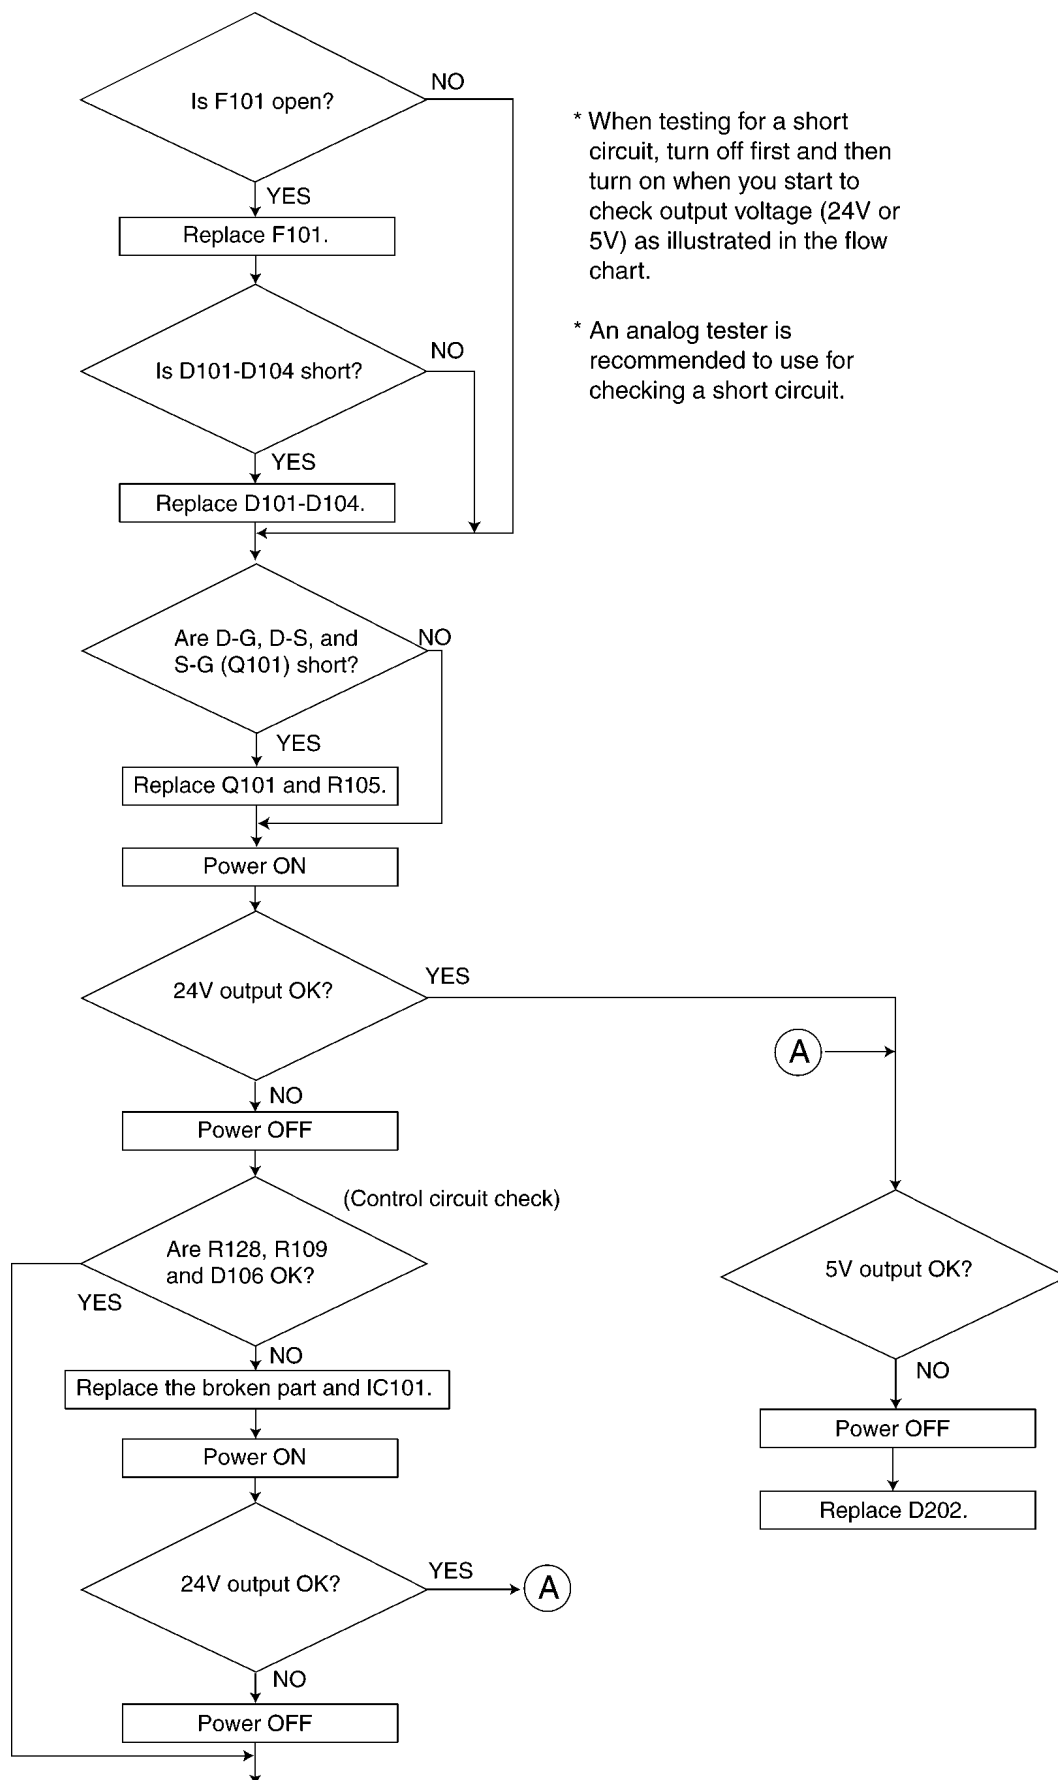 Is F101 open?
NO
YES
Replace F101.
* When testing for a short
circuit, turn off first and then
turn on when you start to
check output voltage (24V or
5V) as illustrated in the flow
chart.
* An analog tester is
recommended to use for
checking a short circuit.
Is D101-D104 short?
NO
YES
Replace D101-D104.
Are D-G, D-S, and
S-G (Q101) short?
NO
YES
Replace Q101 and R105.
Power ON
24V output OK?
YES
NO
A
Power OFF
(Control circuit check)
Are R128, R109
and D106 OK?
YES
NO
Replace the broken part and IC101.
Power ON
24V output OK?
YES
A
NO
Power OFF
5V output OK?
NO
Power OFF
Replace D202.